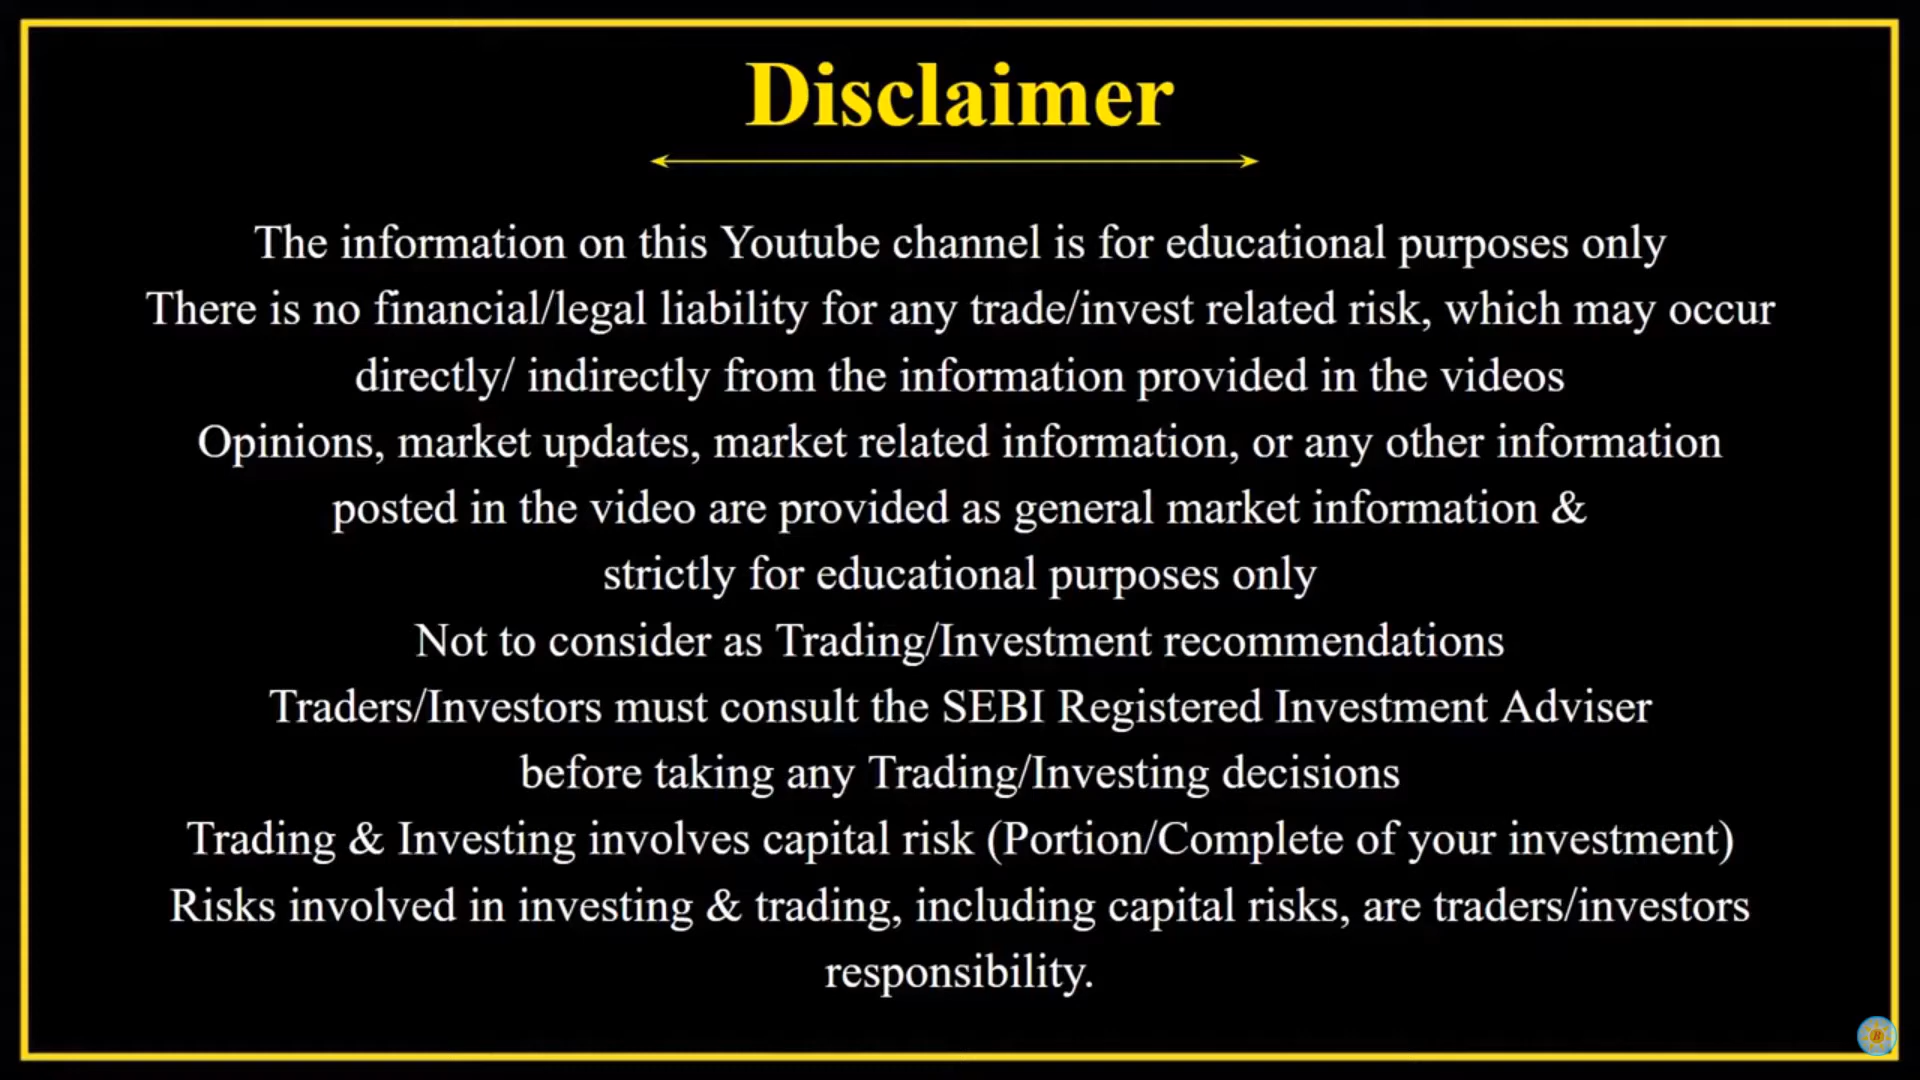 Disclaimer
The information on this Youtube channel is for educational purposes only
There is no financial/legal liability for any trade/invest related risk, which may occur
directly/ indirectly from the information provided in the videos
Opinions, market updates, market related information, or any other information
posted in the video are provided as general market information &
strictly for educational purposes only
Not to consider as Trading/Investment recommendations
Traders/Investors must consult the SEBI Registered Investment Adviser
before taking any Trading/Investing decisions
Trading & Investing involves capital risk (Portion/Complete of your investment)
Risks involved in investing & trading, including capital risks, are traders/investors
responsibility.